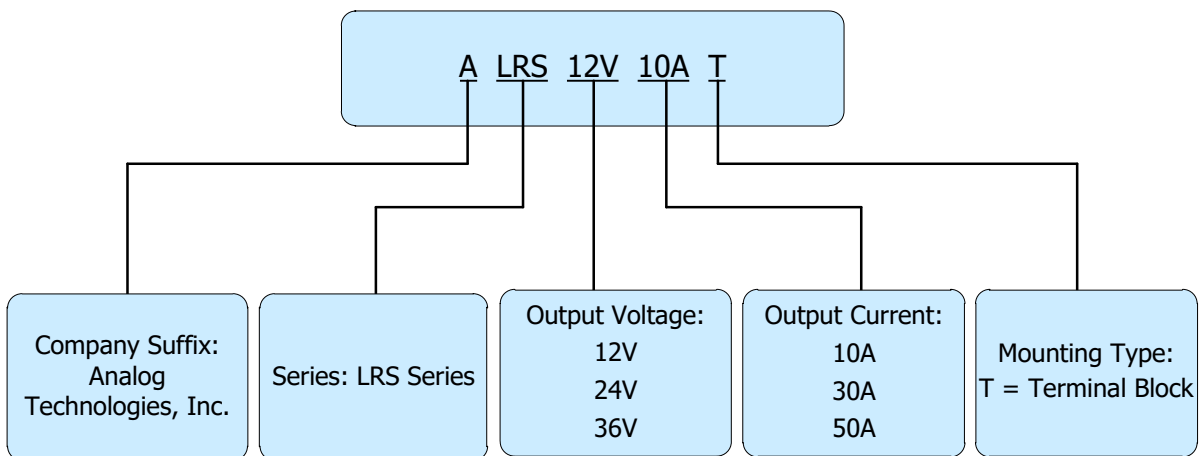 A LRS 12V 10A T
Company Suffix:
Analog
Technologies, Inc.
Series: LRS Series
Output Voltage:
12V
24V
36V
Output Current:
10A
30A
50A
Mounting Type:
T = Terminal Block